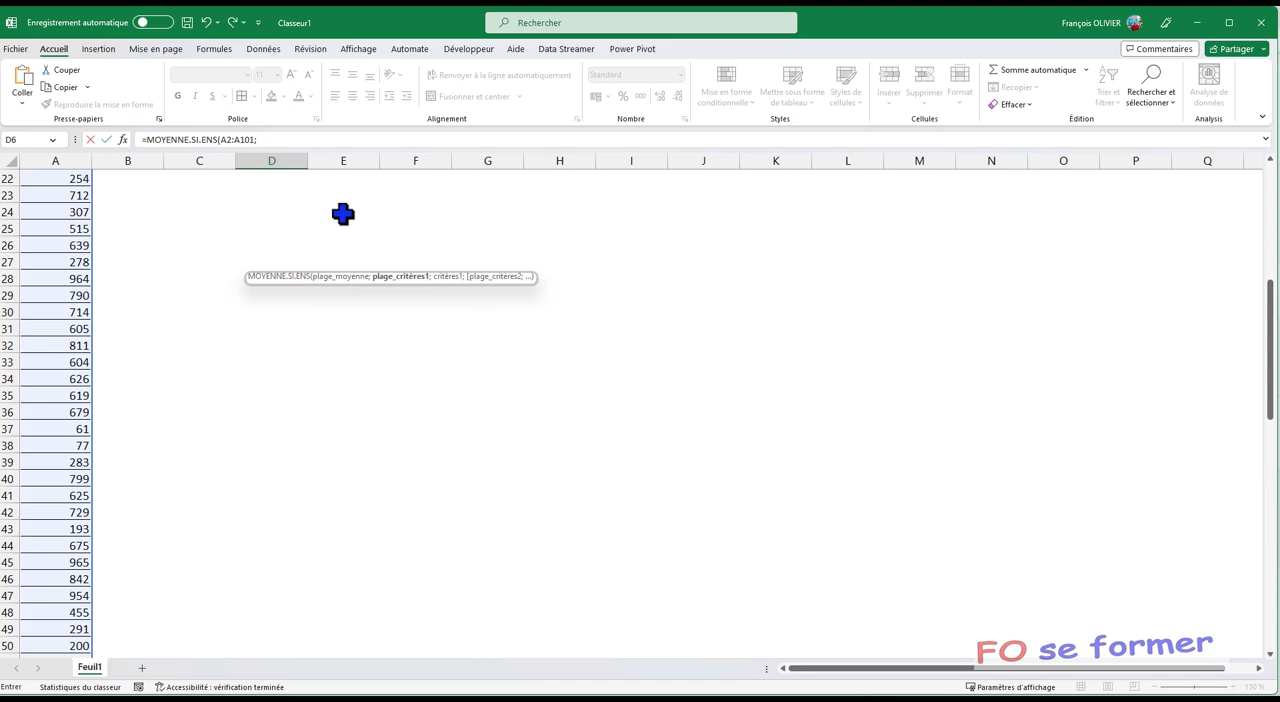 Enregistrement automatique
Classeur1
Rechercher
François OLIVIER
Fichier Accueil Insertion Mise en page Formules Données Révision Affichage Automate Développeur Aide Data Streamer Power Pivot Commentaires Partager
Coller
Couper
Copier
Reproduire la mise en forme
Presse-papiers
11
G I S
Police
Renvoyer à la ligne automatiquement
Fusionner et centrer
Alignement
Standard
Nombre
Mise en forme conditionnelle
Mettre sous forme de tableau
Styles de cellules
Styles
Insérer Supprimer Format
Cellules
Somme automatique
Recopier
Effacer
Trier et filtrer
Rechercher et sélectionner
Édition
Analyse de données
Analysis
D6 fx =MOYENNE.SI.ENS(A2:A101;
A B C D E F G H I J K L M N O P Q
22 254
23 712
24 307
25 515
26 639
27 278
MOYENNE.SI.ENS(plage_moyenne; plage_critères1; critères1; [plage_critères2; ...)
28 964
29 790
30 714
31 605
32 811
33 604
34 626
35 619
36 679
37 61
38 77
39 283
40 799
41 625
42 729
43 193
44 675
45 965
46 842
47 954
48 455
49 291
50 200
FO se former
Feuil1
Entrer Statistiques du classeur Accessibilité : vérification terminée Paramètres d'affichage 130 %